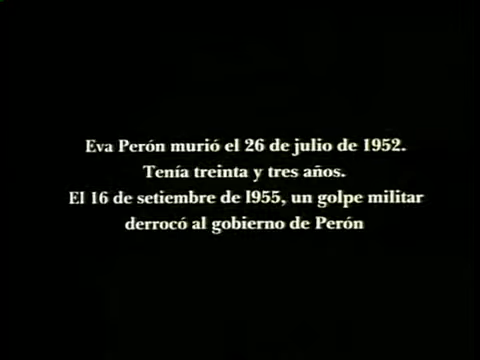 Eva Perón murió el 26 de julio de 1952.
Tenía treinta y tres años.
El 16 de setiembre de l955, un golpe militar
derrocó al gobierno de Perón